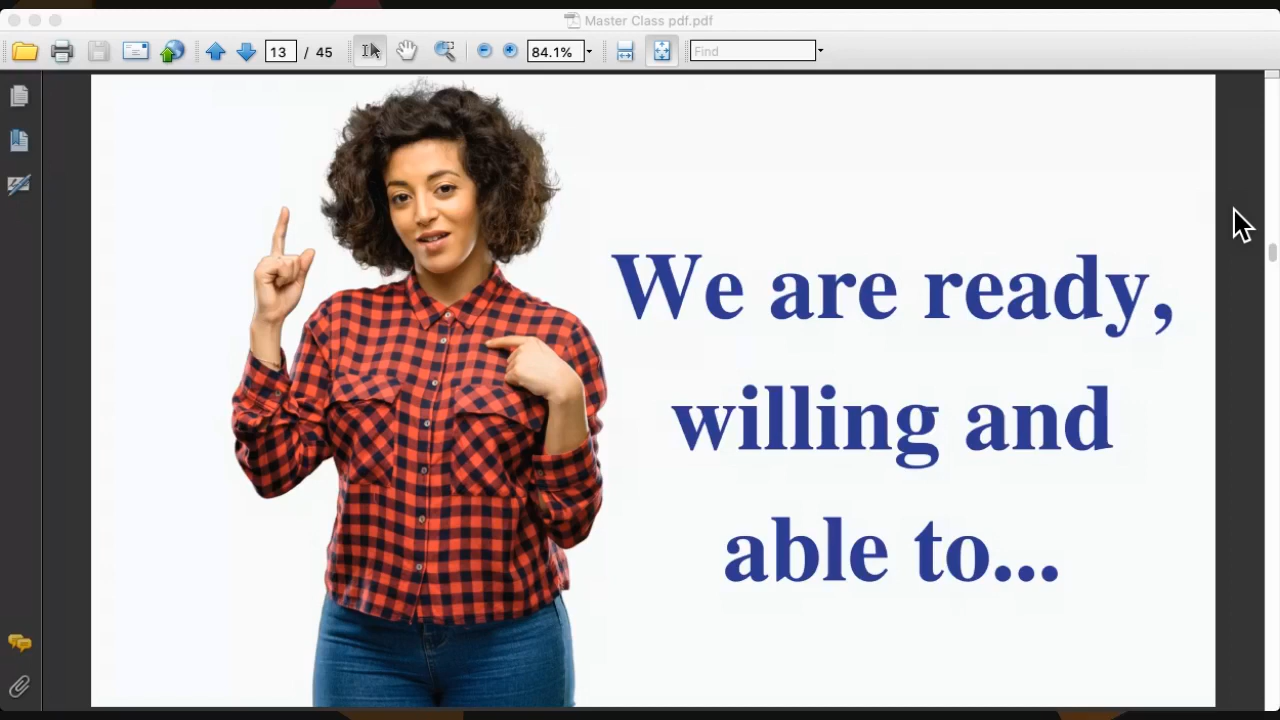 Master Class pdf.pdf
13 / 45
84.1%
Find
We are ready,
willing and
able to...